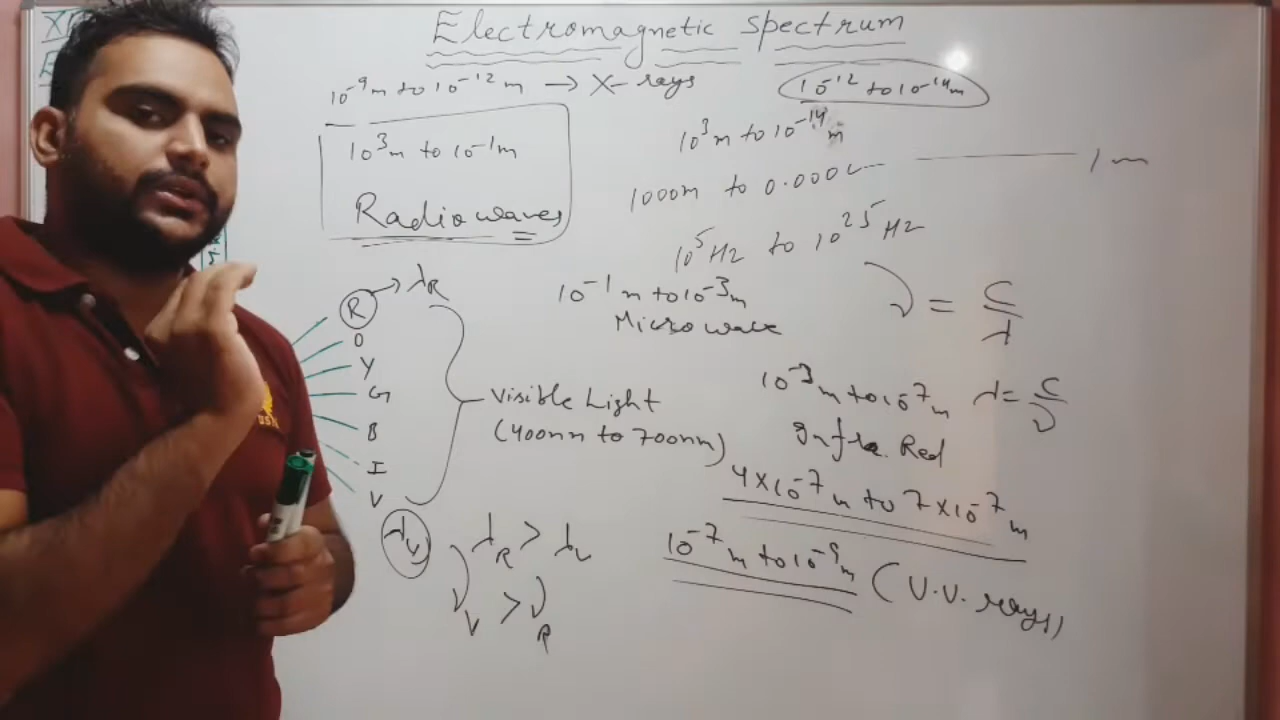 Electromagnetic spectrum
10⁻⁹m to 10⁻¹²m → X-rays
10⁻¹² to 10⁻¹⁴m
10³m to 10⁻¹m
Radio waves
10³m to 10⁻¹⁴m
1000m to 0.000
1m
10⁵Hz to 10²⁵Hz
10⁻¹m to 10⁻³m
Microwave
ν = c/λ
R → λR
O
Y
G
B
I
V
λV
Visible Light
(400nm to 700nm)
10⁻³m to 10⁻⁷m
Infra Red
λ = c/ν
4×10⁻⁷m to 7×10⁻⁷m
10⁻⁷m to 10⁻⁹m (U.V. rays)
λR > λV
νV > νR